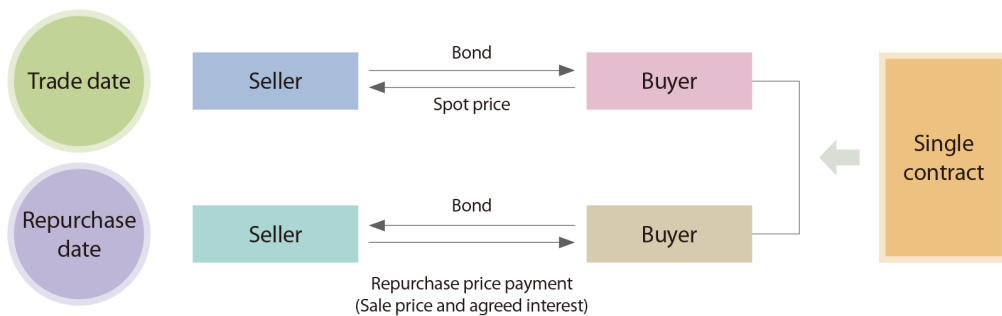 Trade date
Seller
Bond
Spot price
Buyer
Single
contract
Repurchase
date
Seller
Bond
Buyer
Repurchase price payment
(Sale price and agreed interest)